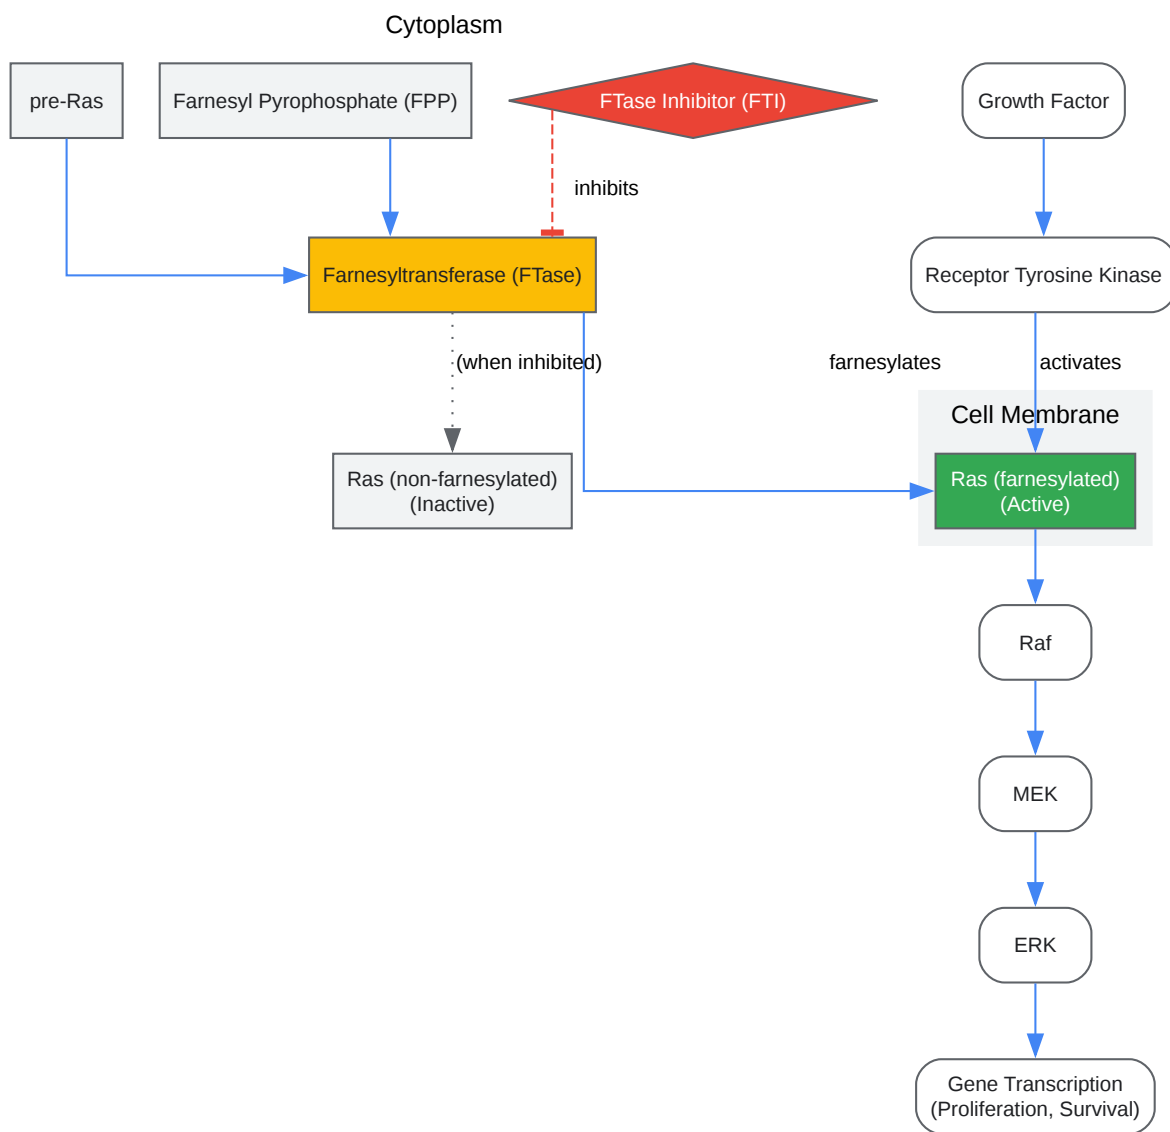 Cytoplasm
pre-Ras
Farnesyl Pyrophosphate (FPP)
FTase Inhibitor (FTI)
Growth Factor
inhibits
Farnesyltransferase (FTase)
Receptor Tyrosine Kinase
(when inhibited)
farnesylates
activates
Cell Membrane
Ras (non-farnesylated)
(Inactive)
Ras (farnesylated)
(Active)
Raf
MEK
ERK
Gene Transcription
(Proliferation, Survival)